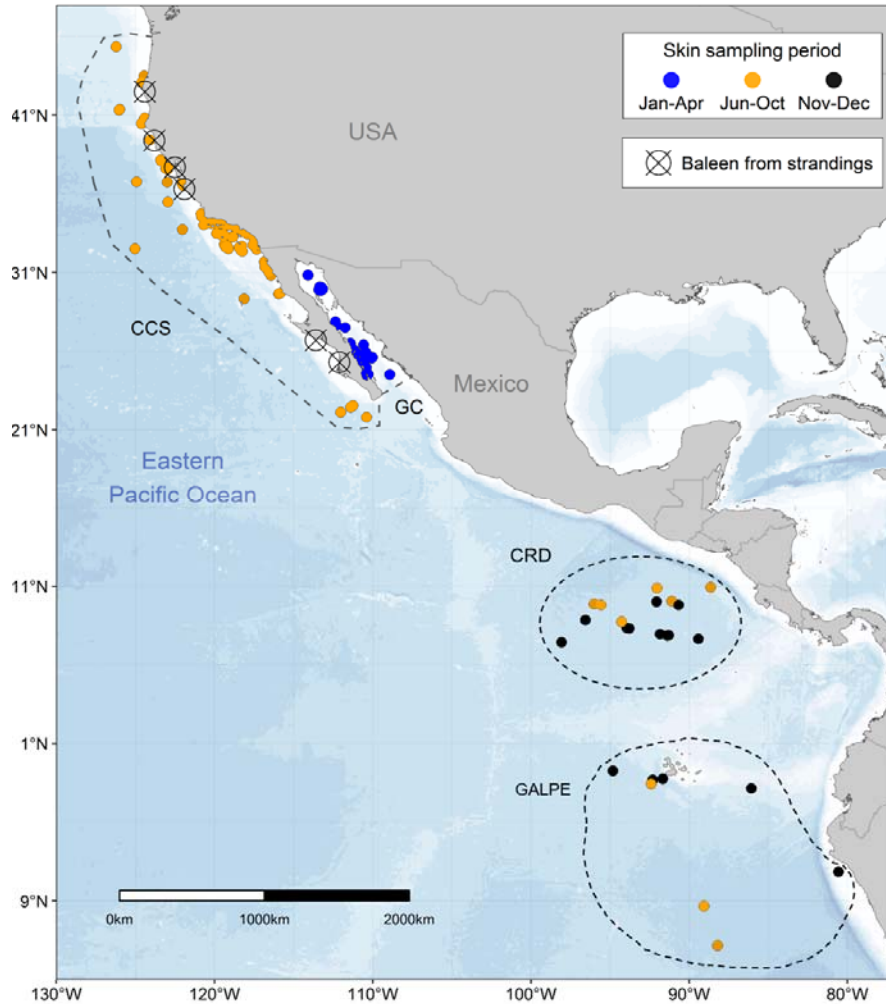 Skin sampling period
Jan-Apr Jun-Oct Nov-Dec
Baleen from strandings
41°N
USA
31°N
CCS
Mexico
GC
21°N
Eastern
Pacific Ocean
CRD
11°N
1°N
GALPE
9°N
0km 1000km 2000km
130°W 120°W 110°W 100°W 90°W 80°W